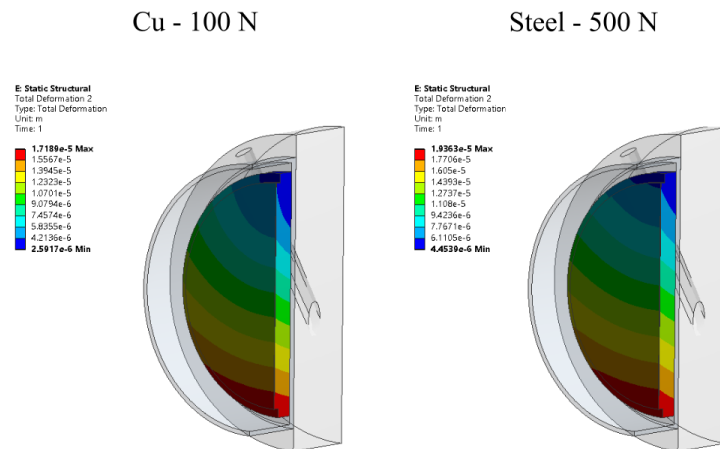 Cu - 100 N
Steel - 500 N
E: Static Structural
Total Deformation 2
Type: Total Deformation
Unit: m
Time: 1
1.7189e-5 Max
1.5567e-5
1.3945e-5
1.2323e-5
1.0701e-5
9.0794e-6
7.4574e-6
5.8355e-6
4.2136e-6
2.5917e-6 Min
E: Static Structural
Total Deformation 2
Type: Total Deformation
Unit: m
Time: 1
1.9363e-5 Max
1.7706e-5
1.605e-5
1.4393e-5
1.2737e-5
1.108e-5
9.4236e-6
7.7671e-6
6.1105e-6
4.4539e-6 Min